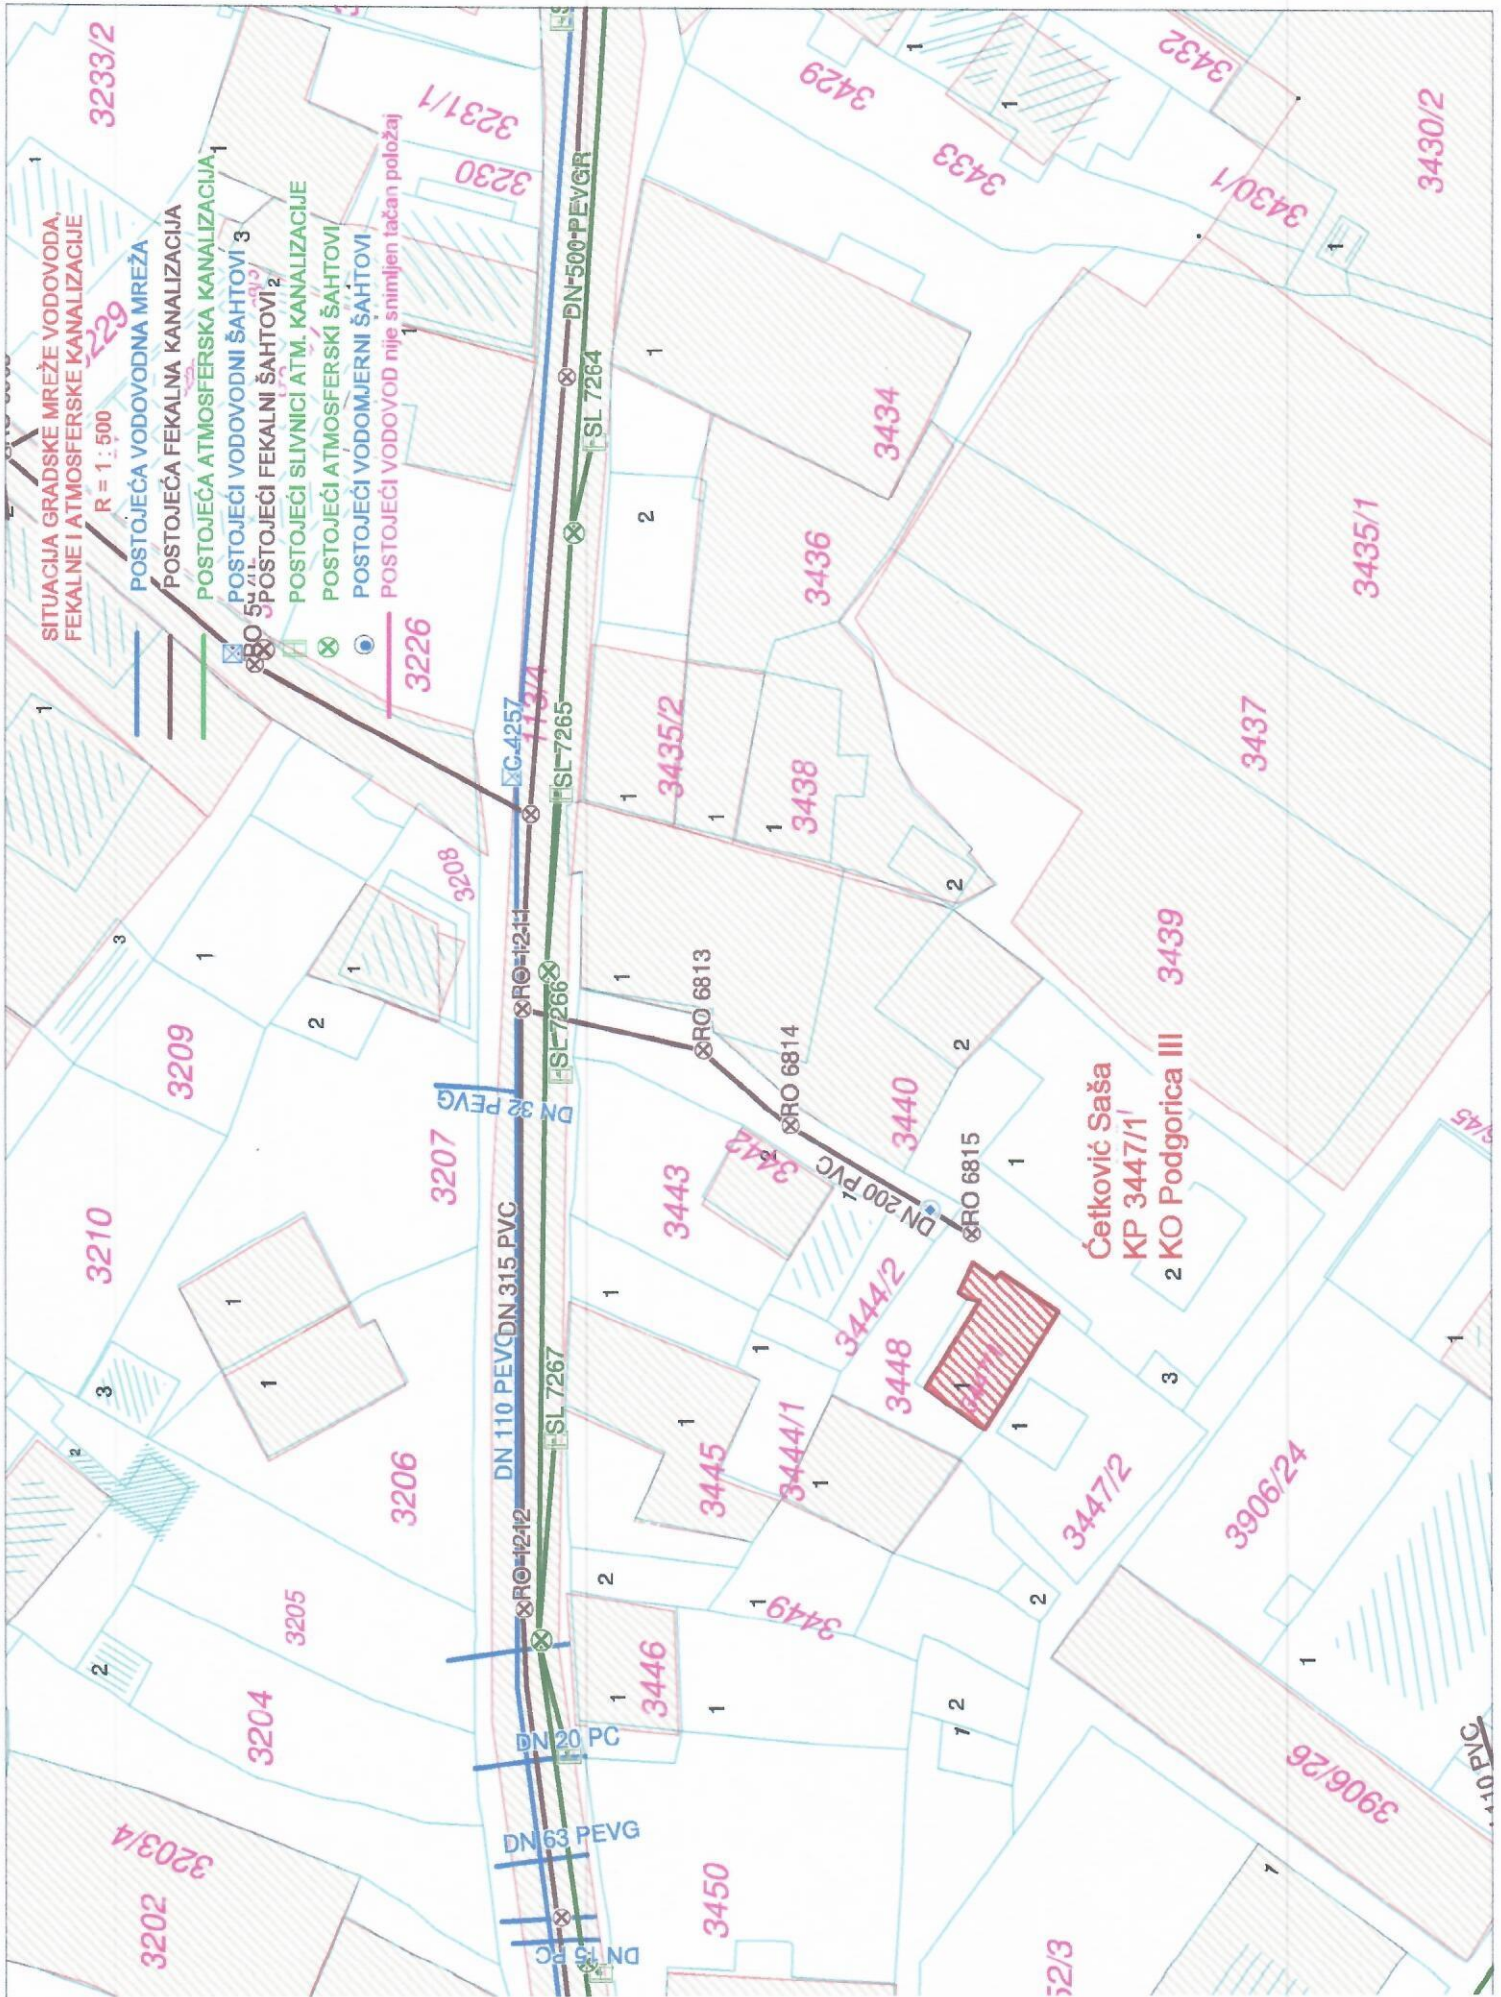 SITUACIJA GRADSKE MREŽE VODOVODA,
FEKALNE I ATMOSFERSKE KANALIZACIJE
R = 1 : 500
POSTOJEĆA VODOVODNA MREŽA
POSTOJEĆA FEKALNA KANALIZACIJA
POSTOJEĆA ATMOSFERSKA KANALIZACIJA
POSTOJEĆI VODOVODNI ŠAHTOVI
POSTOJEĆI FEKALNI ŠAHTOVI
POSTOJEĆI SLIVNICI ATM. KANALIZACIJE
POSTOJEĆI ATMOSFERSKI ŠAHTOVI
POSTOJEĆI VODOMJERNI ŠAHTOVI
POSTOJEĆI VODOVOD nije snimljen tačan položaj
3233/2
3231/1
3230
3226
3208
3209
3210
3207
3206
3205
3204
3203/4
3202
C 4257
DN 500 PEVGR
SL 7264
SL 7265
SL 7266
SL 7267
RO 1211
RO 1212
DN 32 PEVG
DN 315 PVC
DN 20 PC
DN 63 PEVG
DN 15 PC
RO 6813
RO 6814
RO 6815
DN 200 PVC
3429
3432
3433
3430/1
3430/2
3434
3436
3435/1
3435/2
3437
3438
3439
3440
3442
3443
3444/2
3444/1
3445
3446
3448
3449
3450
3447/2
3906/24
3906/26
Ćetković Saša
KP 3447/1
2 KO Podgorica III